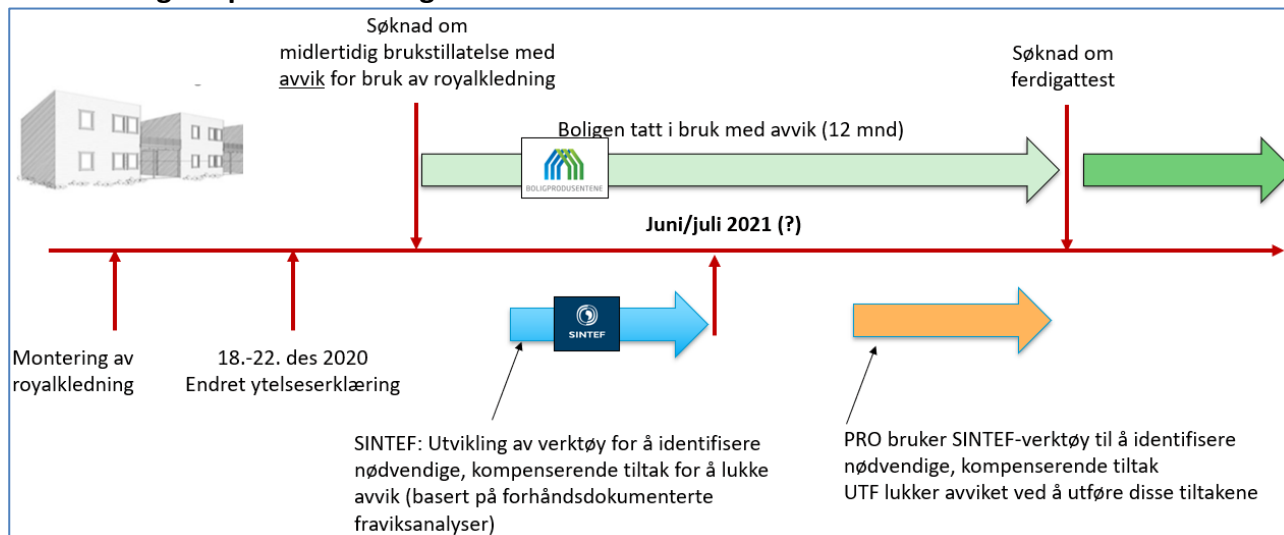 Søknad om
midlertidig brukstillatelse med
avvik for bruk av royalkledning
Søknad om
ferdigattest
Boligen tatt i bruk med avvik (12 mnd)
BOLIGPRODUSENTENE
Juni/juli 2021 (?)
SINTEF
Montering av
royalkledning
18.-22. des 2020
Endret ytelseserklæring
SINTEF: Utvikling av verktøy for å identifisere
nødvendige, kompenserende tiltak for å lukke
avvik (basert på forhåndsdokumenterte
fraviksanalyser)
PRO bruker SINTEF-verktøy til å identifisere
nødvendige, kompenserende tiltak
UTF lukker avviket ved å utføre disse tiltakene